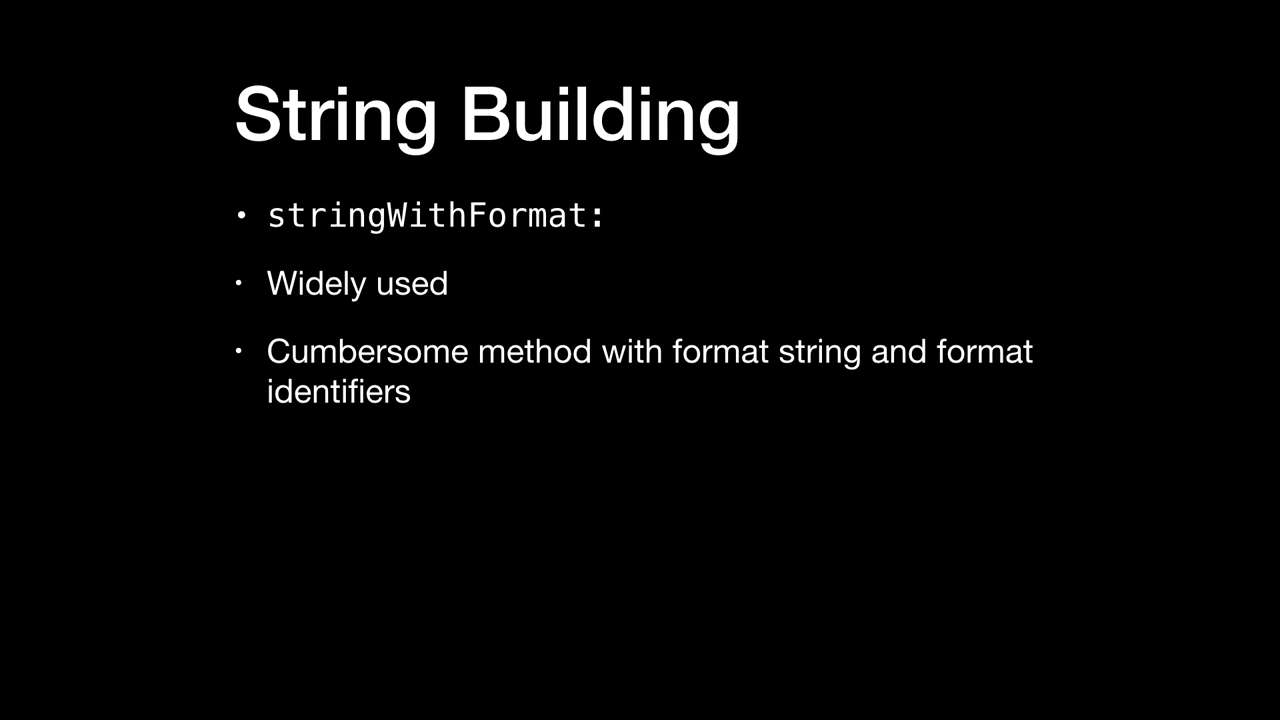 String Building
• stringWithFormat:
• Widely used
• Cumbersome method with format string and format
identifiers